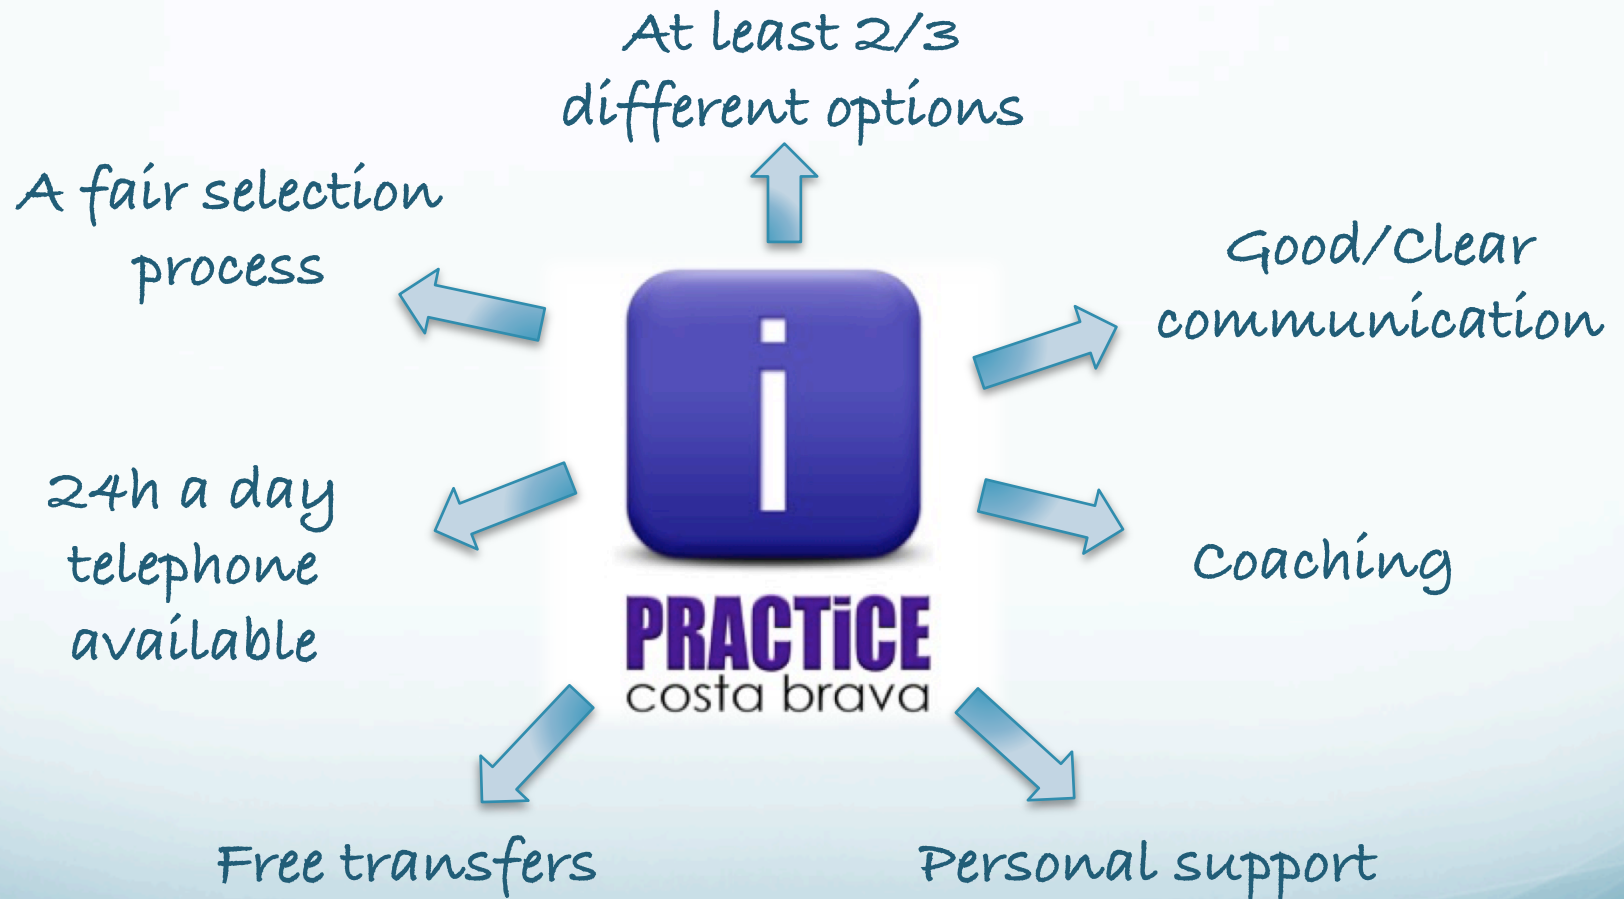 At least 2/3
different options
A fair selection
process
Good/Clear
communication
i
24h a day
telephone
available
Coaching
PRACTiCE
costa brava
Free transfers
Personal support